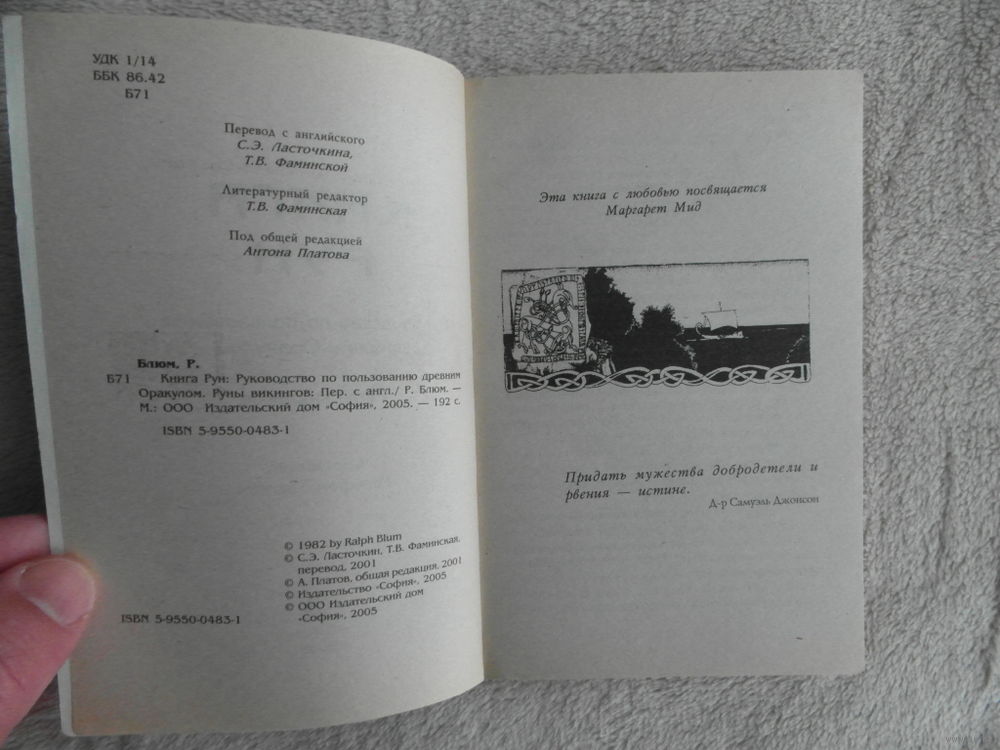 УДК 1/14
ББК 86.42
Б71
Перевод с английского
С.Э. Ласточкина,
Т.В. Фаминской
Литературный редактор
Т.В. Фаминская
Под общей редакцией
Антона Платова
Блюм, Р.
Б71 Книга Рун: Руководство по пользованию древним
Оракулом. Руны викингов: Пер. с англ./ Р. Блюм. —
М.: ООО Издательский дом «София», 2005. — 192 с.
ISBN 5-9550-0483-1
© 1982 by Ralph Blum
© С.Э. Ласточкин, Т.В. Фаминская,
перевод, 2001
© А. Платов, общая редакция, 2001
© Издательство «София», 2005
© ООО Издательский дом
«София», 2005
ISBN 5-9550-0483-1
Эта книга с любовью посвящается
Маргарет Мид
Придать мужества добродетели и
рвения — истине.
Д-р Самуэль Джонсон